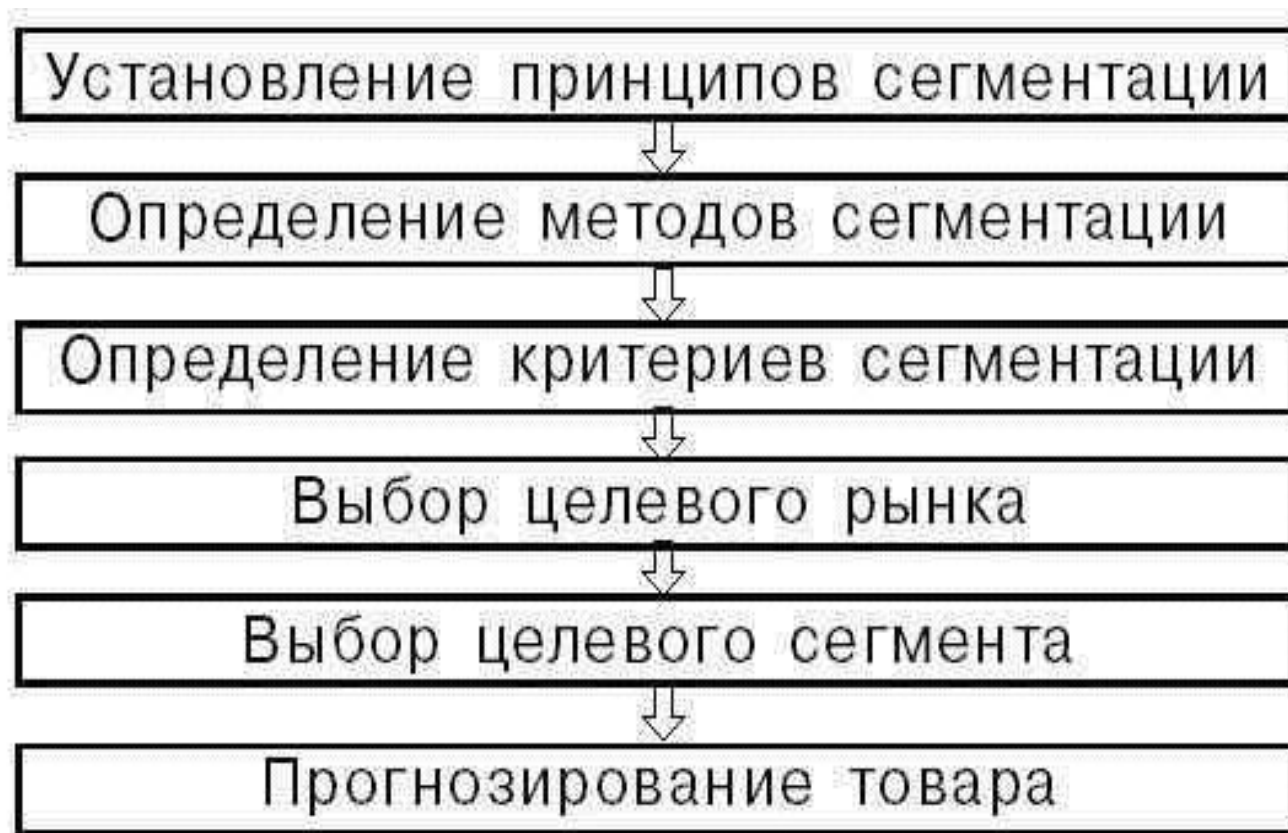 Установление принципов сегментации
Определение методов сегментации
Определение критериев сегментации
Выбор целевого рынка
Выбор целевого сегмента
Прогнозирование товара